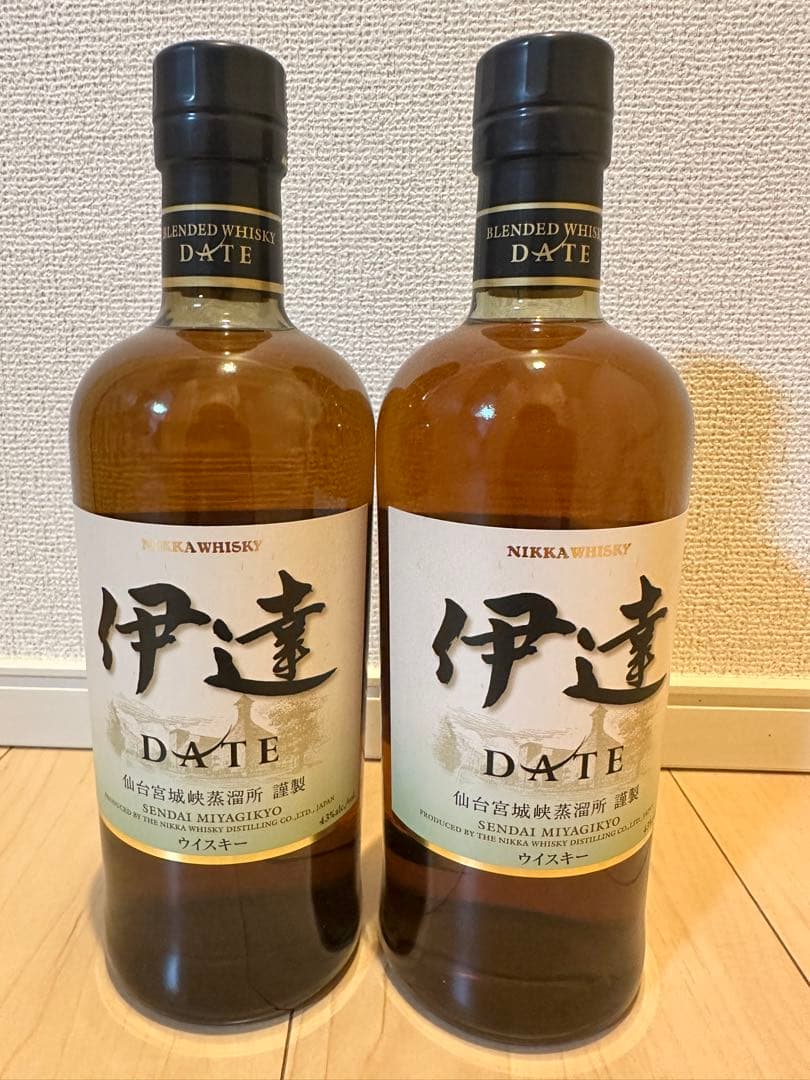 BLENDED WHISKY
DATE
NIKKA WHISKY
伊達
DATE
仙台宮城峡蒸溜所 謹製
SENDAI MIYAGIKYO
PRODUCED BY THE NIKKA WHISKY DISTILLING CO.,LTD., JAPAN
43%alc./vol.
ウイスキー
BLENDED WHISKY
DATE
NIKKA WHISKY
伊達
DATE
仙台宮城峡蒸溜所 謹製
SENDAI MIYAGIKYO
PRODUCED BY THE NIKKA WHISKY DISTILLING CO.,LTD.,
ウイスキー